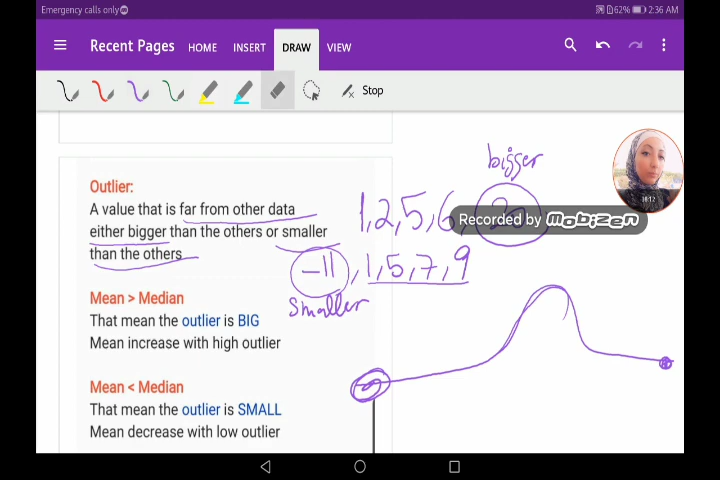 Emergency calls only
62% 2:36 AM
Recent Pages HOME INSERT DRAW VIEW
Stop
bigger
18:12
Outlier:
A value that is far from other data
either bigger than the others or smaller
than the others.
1,2,5,6, 20
Recorded by mobizen
-11, 1,5,7,9
smaller
Mean > Median
That mean the outlier is BIG
Mean increase with high outlier
Mean < Median
That mean the outlier is SMALL
Mean decrease with low outlier